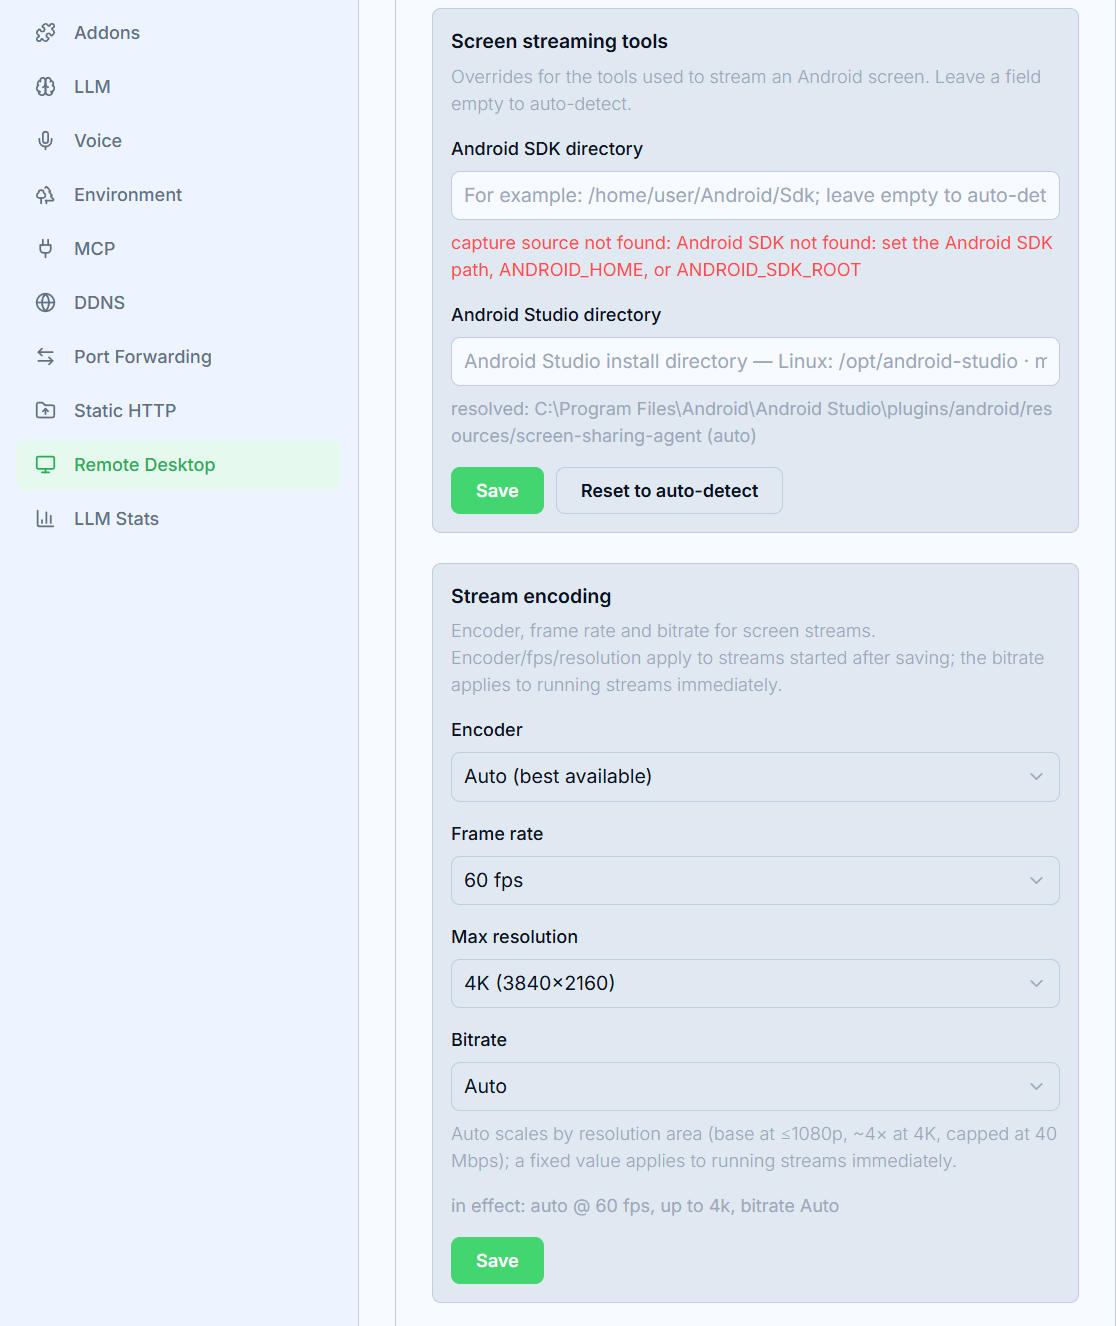 Addons
LLM
Voice
Environment
MCP
DDNS
Port Forwarding
Static HTTP
Remote Desktop
LLM Stats
Screen streaming tools
Overrides for the tools used to stream an Android screen. Leave a field
empty to auto-detect.
Android SDK directory
For example: /home/user/Android/Sdk; leave empty to auto-det
capture source not found: Android SDK not found: set the Android SDK
path, ANDROID_HOME, or ANDROID_SDK_ROOT
Android Studio directory
Android Studio install directory — Linux: /opt/android-studio · m
resolved: C:\Program Files\Android\Android Studio\plugins/android/res
ources/screen-sharing-agent (auto)
Save
Reset to auto-detect
Stream encoding
Encoder, frame rate and bitrate for screen streams.
Encoder/fps/resolution apply to streams started after saving; the bitrate
applies to running streams immediately.
Encoder
Auto (best available)
Frame rate
60 fps
Max resolution
4K (3840×2160)
Bitrate
Auto
Auto scales by resolution area (base at ≤1080p, ~4× at 4K, capped at 40
Mbps); a fixed value applies to running streams immediately.
in effect: auto @ 60 fps, up to 4k, bitrate Auto
Save